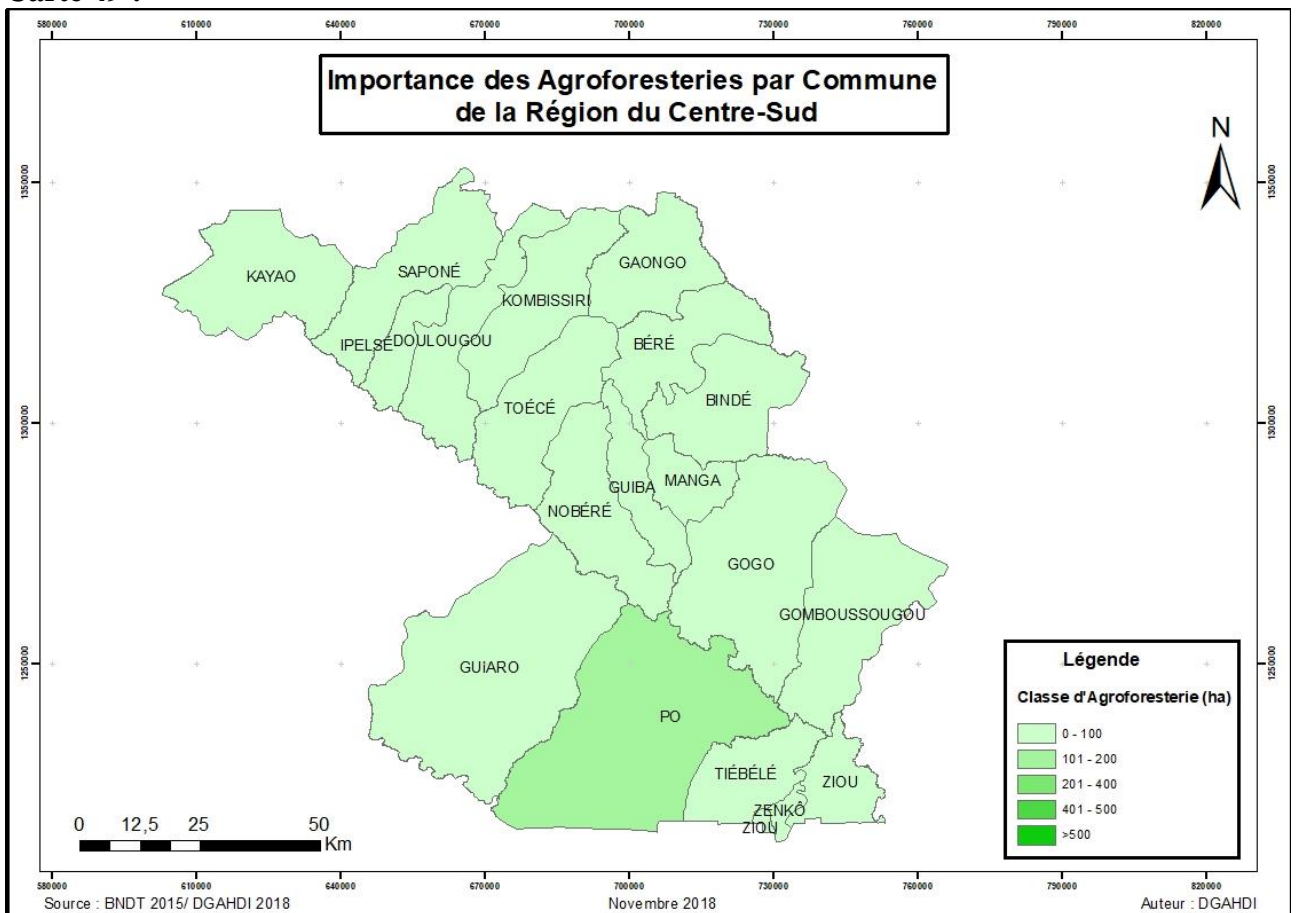 580000 610000 640000 670000 700000 730000 760000 790000 820000
Importance des Agroforesteries par Commune
de la Région du Centre-Sud
N
1350000 1350000
KAYAO
SAPONÉ
GAONGO
KOMBISSIRI
IPELSÉ
DOULOUGOU
BÉRÉ
BINDÉ
TOÉCÉ
1300000 1300000
MANGA
GUIBA
NOBÉRÉ
GOGO
GOMBOUSSOUGOU
1250000 1250000
GUiARO
PO
TIÉBÉLÉ
ZIOU
ZENKÔ
ZIOU
Légende
Classe d'Agroforesterie (ha)
0 - 100
101 - 200
201 - 400
401 - 500
>500
0 12,5 25 50
Km
580000 610000 640000 670000 700000 730000 760000 790000 820000
Source : BNDT 2015/ DGAHDI 2018 Novembre 2018 Auteur : DGAHDI